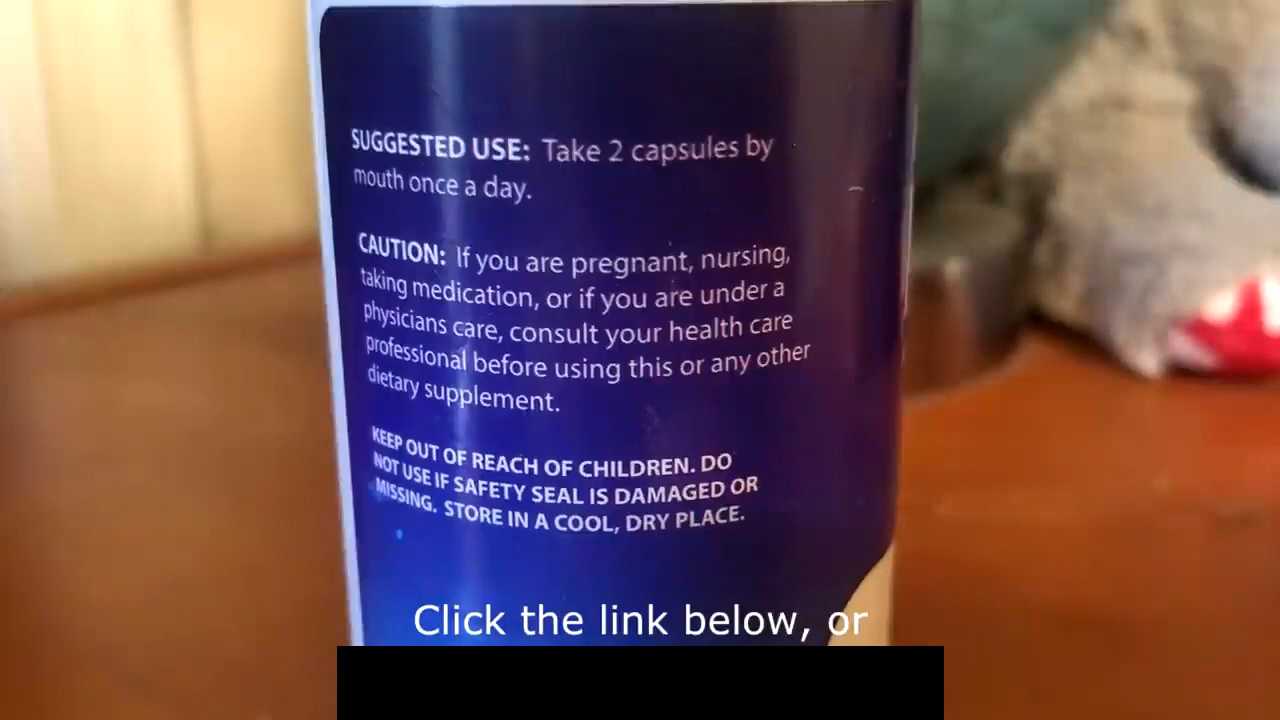 SUGGESTED USE: Take 2 capsules by
mouth once a day.
CAUTION: If you are pregnant, nursing,
taking medication, or if you are under a
physicians care, consult your health care
professional before using this or any other
dietary supplement.
KEEP OUT OF REACH OF CHILDREN. DO
NOT USE IF SAFETY SEAL IS DAMAGED OR
MISSING. STORE IN A COOL, DRY PLACE.
Click the link below, or